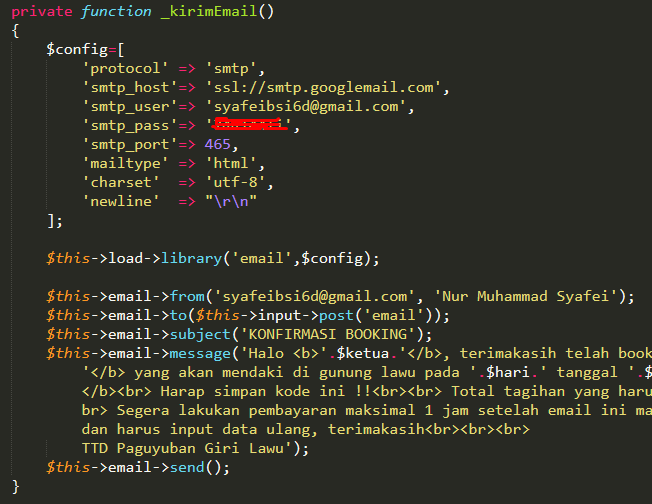 private function _kirimEmail()
{
$config=[
'protocol' => 'smtp',
'smtp_host'=> 'ssl://smtp.googlemail.com',
'smtp_user'=> 'syafeibsi6d@gmail.com',
'smtp_pass'=> '',
'smtp_port'=> 465,
'mailtype' => 'html',
'charset' => 'utf-8',
'newline' => "\r\n"
];
$this->load->library('email',$config);
$this->email->from('syafeibsi6d@gmail.com', 'Nur Muhammad Syafei');
$this->email->to($this->input->post('email'));
$this->email->subject('KONFIRMASI BOOKING');
$this->email->message('Halo <b>'.$ketua.'</b>, terimakasih telah book
'</b> yang akan mendaki di gunung lawu pada '.$hari.' tanggal '.$
</b><br> Harap simpan kode ini !!<br><br> Total tagihan yang haru
br> Segera lakukan pembayaran maksimal 1 jam setelah email ini ma
dan harus input data ulang, terimakasih<br><br><br>
TTD Paguyuban Giri Lawu');
$this->email->send();
}